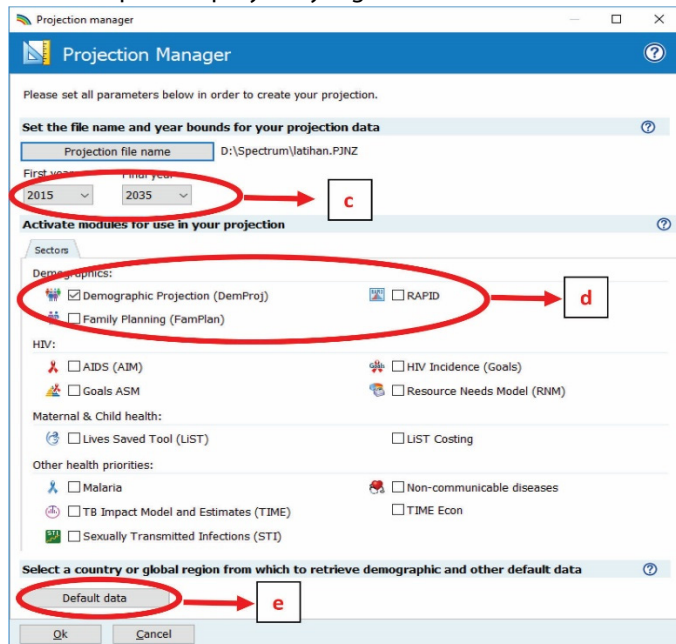 Projection manager
Projection Manager
Please set all parameters below in order to create your projection.
Set the file name and year bounds for your projection data
Projection file name D:\Spectrum\latihan.PJNZ
First year Final year
2015 2035
c
Activate modules for use in your projection
Sectors
Demographics:
Demographic Projection (DemProj) RAPID
d
Family Planning (FamPlan)
HIV:
AIDS (AIM) HIV Incidence (Goals)
Goals ASM Resource Needs Model (RNM)
Maternal & Child health:
Lives Saved Tool (LiST) LiST Costing
Other health priorities:
Malaria Non-communicable diseases
TB Impact Model and Estimates (TIME) TIME Econ
Sexually Transmitted Infections (STI)
Select a country or global region from which to retrieve demographic and other default data
Default data
e
Ok Cancel